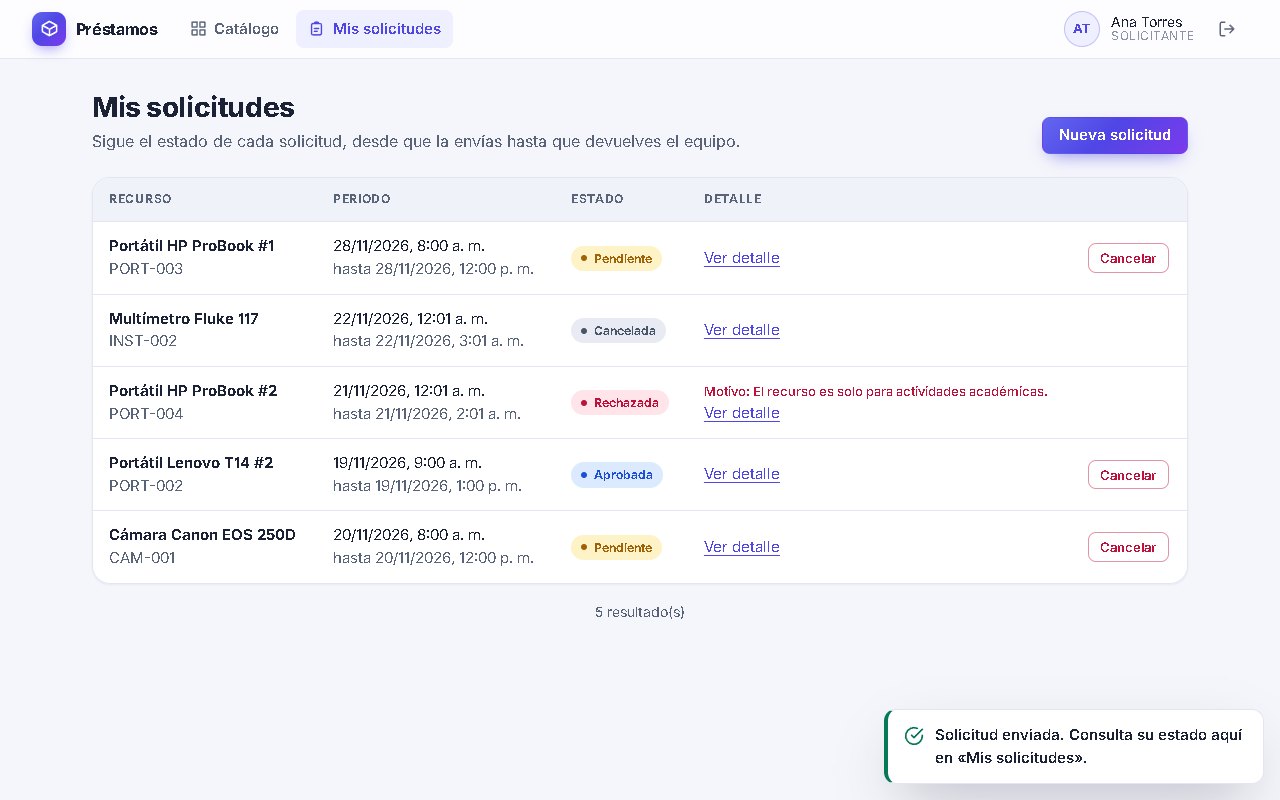 Préstamos
Catálogo
Mis solicitudes
AT
Ana Torres
SOLICITANTE
Mis solicitudes
Sigue el estado de cada solicitud, desde que la envías hasta que devuelves el equipo.
Nueva solicitud
RECURSO PERIODO ESTADO DETALLE
Portátil HP ProBook #1 28/11/2026, 8:00 a. m.
PORT-003 hasta 28/11/2026, 12:00 p. m.
Pendiente Ver detalle Cancelar
Multímetro Fluke 117 22/11/2026, 12:01 a. m.
INST-002 hasta 22/11/2026, 3:01 a. m.
Cancelada Ver detalle
Portátil HP ProBook #2 21/11/2026, 12:01 a. m.
PORT-004 hasta 21/11/2026, 2:01 a. m.
Rechazada
Motivo: El recurso es solo para actividades académicas.
Ver detalle
Portátil Lenovo T14 #2 19/11/2026, 9:00 a. m.
PORT-002 hasta 19/11/2026, 1:00 p. m.
Aprobada Ver detalle Cancelar
Cámara Canon EOS 250D 20/11/2026, 8:00 a. m.
CAM-001 hasta 20/11/2026, 12:00 p. m.
Pendiente Ver detalle Cancelar
5 resultado(s)
Solicitud enviada. Consulta su estado aquí
en «Mis solicitudes».